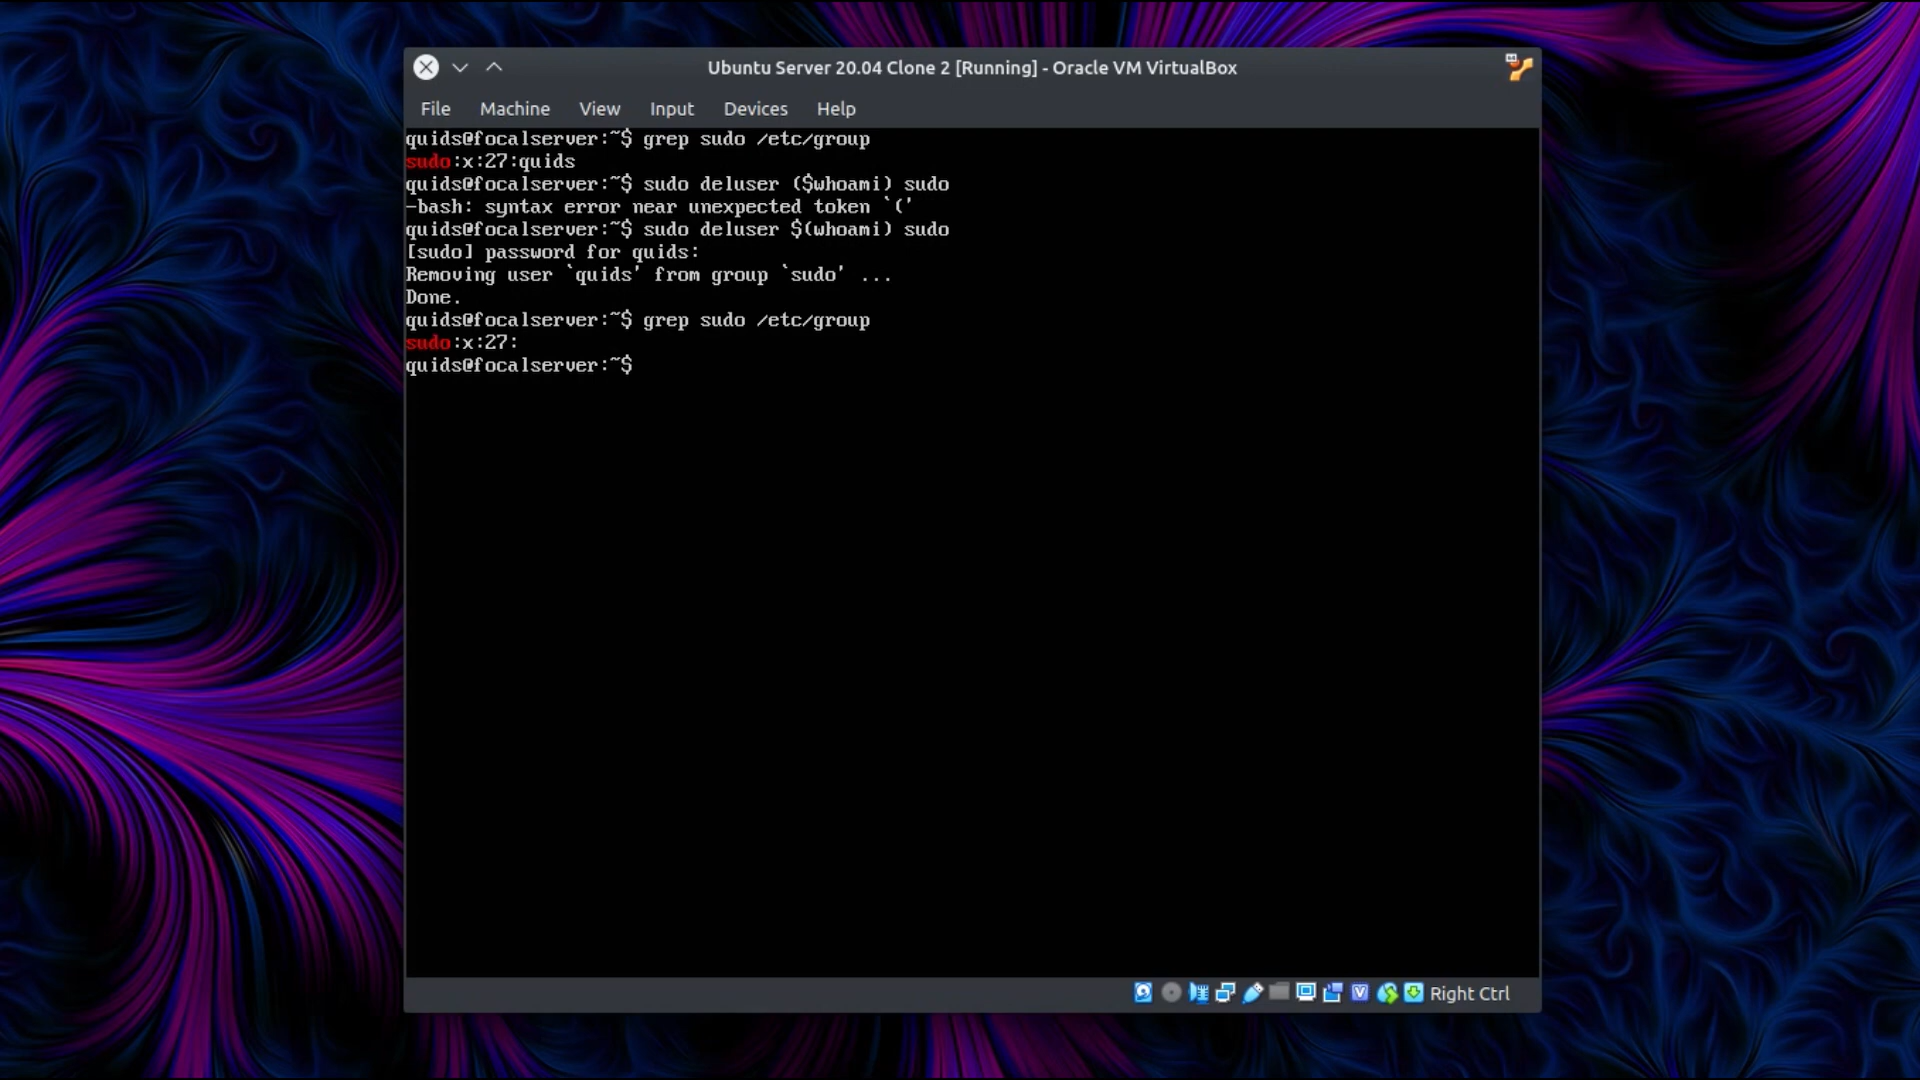 Ubuntu Server 20.04 Clone 2 [Running] - Oracle VM VirtualBox
File Machine View Input Devices Help
quids@focalserver:~$ grep sudo /etc/group
sudo:x:27:quids
quids@focalserver:~$ sudo deluser ($whoami) sudo
-bash: syntax error near unexpected token `('
quids@focalserver:~$ sudo deluser $(whoami) sudo
[sudo] password for quids:
Removing user `quids' from group `sudo' ...
Done.
quids@focalserver:~$ grep sudo /etc/group
sudo:x:27:
quids@focalserver:~$
Right Ctrl